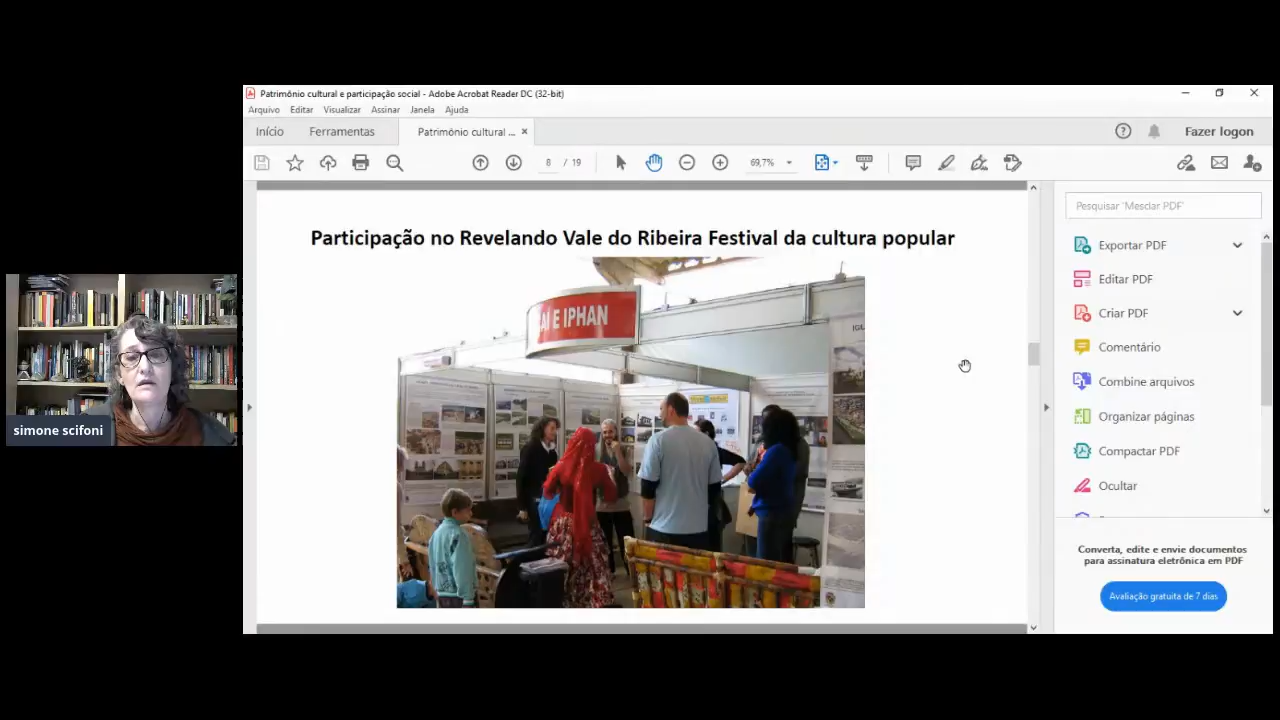 Patrimônio cultural e participação social - Adobe Acrobat Reader DC (32-bit)
Arquivo Editar Visualizar Assinar Janela Ajuda
Início Ferramentas Patrimônio cultural ... ×
Fazer logon
8 / 19 69,7%
Participação no Revelando Vale do Ribeira Festival da cultura popular
E IPHAN
simone scifoni
Pesquisar 'Mesclar PDF'
Exportar PDF
Editar PDF
Criar PDF
Comentário
Combine arquivos
Organizar páginas
Compactar PDF
Ocultar
Converta, edite e envie documentos
para assinatura eletrônica em PDF
Avaliação gratuita de 7 dias